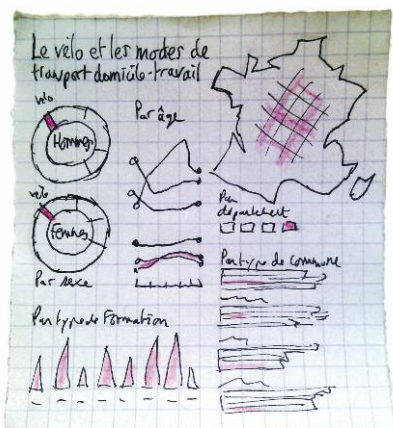 Le vélo et les modes de
transport domicile-travail
vélo
Hommes
Par âge
vélo
Femmes
Par sexe
Par
département
Par type de commune
Par type de Formation